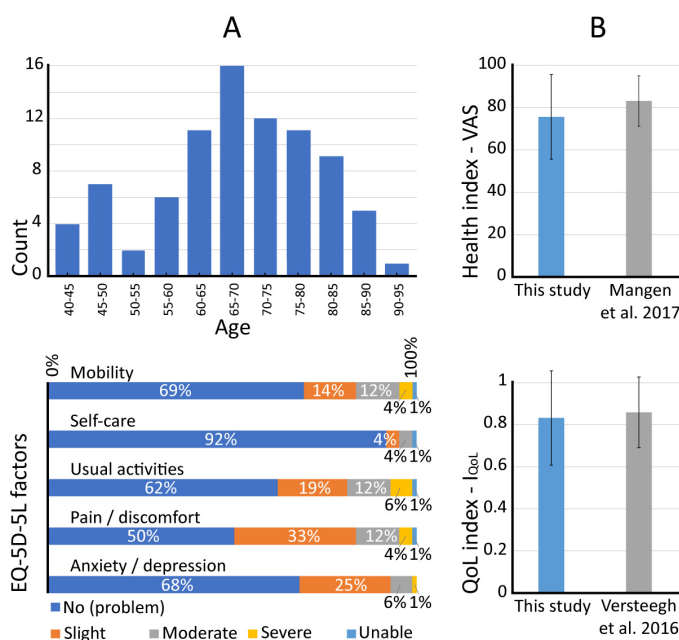 A
16
12
8
4
0
Count
40-45
45-50
50-55
55-60
60-65
65-70
70-75
75-80
80-85
85-90
90-95
Age
0%
100%
EQ-5D-5L factors
Mobility
69% 14% 12%
4% 1%
Self-care
92% 4%
4% 1%
Usual activities
62% 19% 12%
6% 1%
Pain / discomfort
50% 33% 12%
4% 1%
Anxiety / depression
68% 25%
6% 1%
No (problem)
Slight Moderate Severe Unable
B
Health index - VAS
100
80
60
40
20
0
This study Mangen
et al. 2017
QoL index - IQoL
1
0.8
0.6
0.4
0.2
0
This study Versteegh
et al. 2016